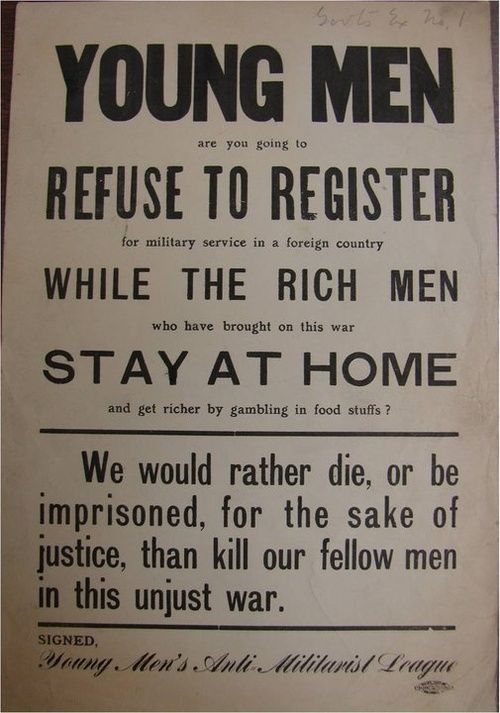 Govt's Ex No. 1
YOUNG MEN
are you going to
REFUSE TO REGISTER
for military service in a foreign country
WHILE THE RICH MEN
who have brought on this war
STAY AT HOME
and get richer by gambling in food stuffs?
We would rather die, or be
imprisoned, for the sake of
justice, than kill our fellow men
in this unjust war.
SIGNED,
Young Men's Anti-Militarist League